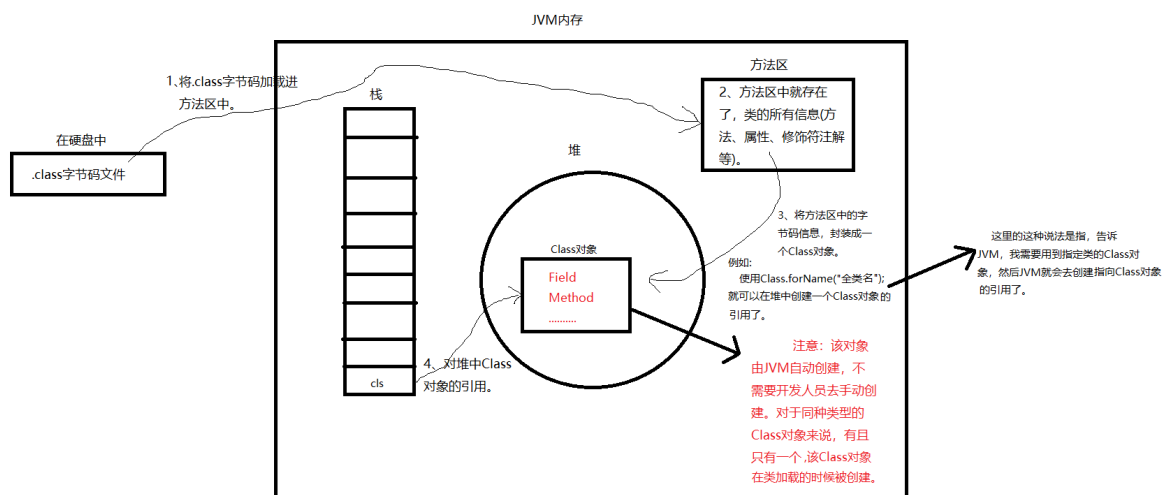 JVM内存
1、将.class字节码加载进
方法区中。
在硬盘中
.class字节码文件
栈
cls
堆
Class对象
Field
Method
..........
4、对堆中Class
对象的引用。
方法区
2、方法区中就存在
了，类的所有信息(方
法、属性、修饰符注解
等)。
3、将方法区中的字
节码信息，封装成一
个Class对象。
例如:
使用Class.forName("全类名");
就可以在堆中创建一个Class对象的
引用了。
这里的这种说法是指，告诉
JVM，我需要用到指定类的Class对
象，然后JVM就会去创建指向Class对象
的引用了。
注意：该对象
由JVM自动创建，不
需要开发人员去手动创
建。对于同种类型的
Class对象来说，有且
只有一个,该Class对象
在类加载的时候被创建。